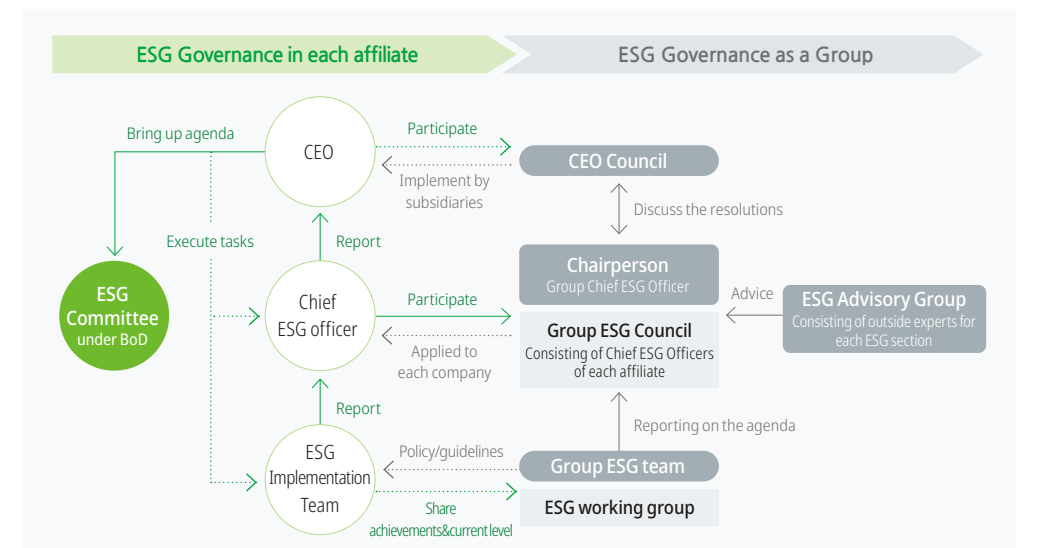 ESG Governance in each affiliate
ESG Governance as a Group
Bring up agenda
CEO
Participate
Implement by
subsidiaries
CEO Council
Discuss the resolutions
Execute tasks
Report
ESG
Committee
under BoD
Chief
ESG officer
Participate
Applied to
each company
Chairperson
Group Chief ESG Officer
Group ESG Council
Consisting of Chief ESG Officers
of each affiliate
Advice
ESG Advisory Group
Consisting of outside experts for
each ESG section
Report
Reporting on the agenda
ESG
Implementation
Team
Policy/guidelines
Share
achievements&current level
Group ESG team
ESG working group